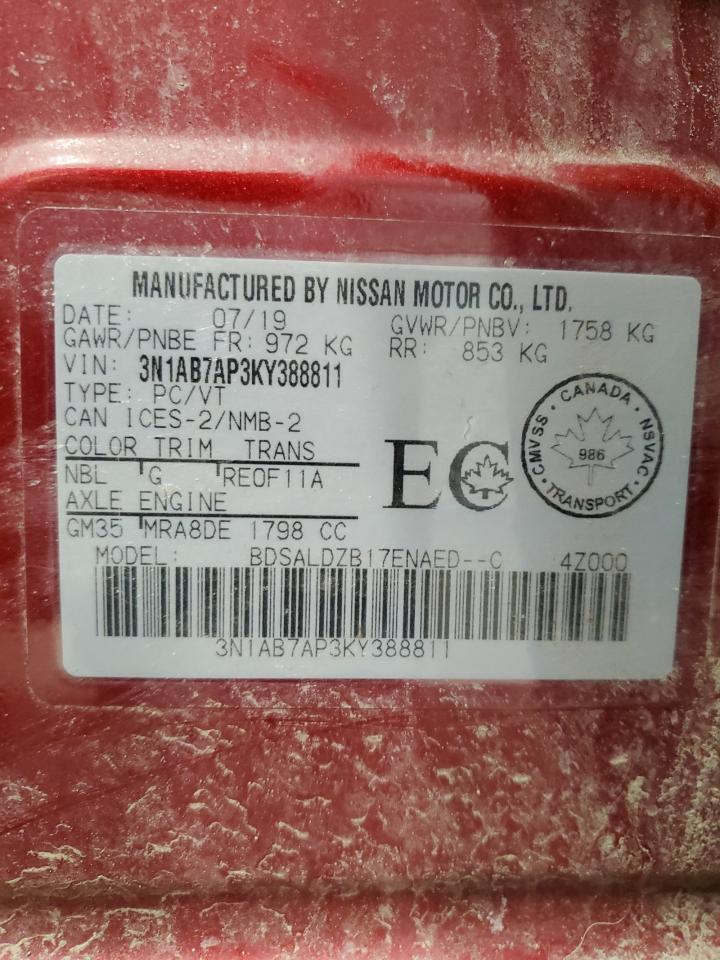 MANUFACTURED BY NISSAN MOTOR CO., LTD.
DATE: 07/19 GVWR/PNBV: 1758 KG
GAWR/PNBE FR: 972 KG RR: 853 KG
VIN: 3N1AB7AP3KY388811
TYPE: PC/VT
CAN ICES-2/NMB-2
COLOR TRIM TRANS
NBL G RE0F11A
AXLE ENGINE
GM35 MRA8DE 1798 CC
EC
CANADA
CMVSS · NSVAC
986
TRANSPORT
MODEL: BDSALDZB17ENAED--C 4Z000
3N1AB7AP3KY388811